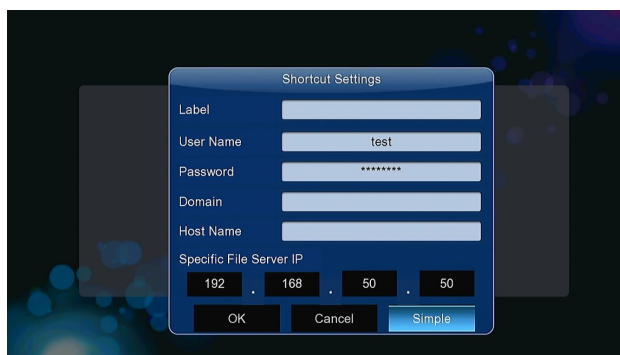 Shortcut Settings
Label
User Name test
Password ********
Domain
Host Name
Specific File Server IP
192 . 168 . 50 . 50
OK Cancel Simple